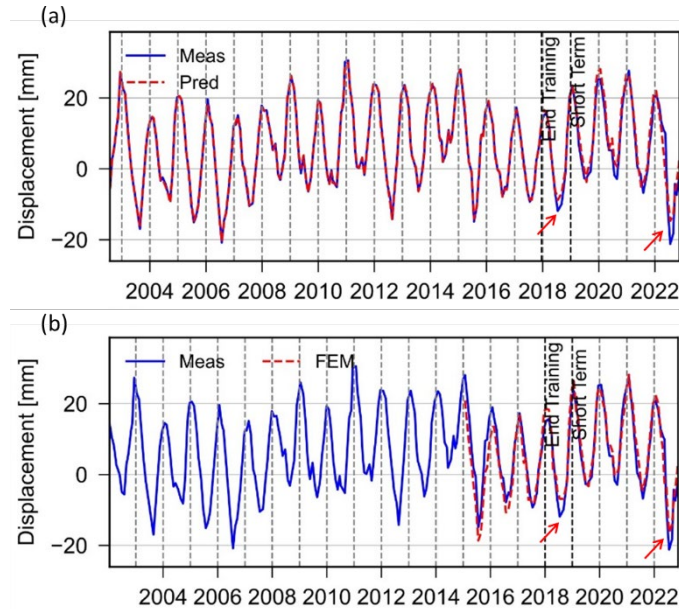 (a)
Meas
Pred
End Training
Short Term
Displacement [mm]
20
0
−20
2004 2006 2008 2010 2012 2014 2016 2018 2020 2022
(b)
Meas FEM
End Training
Short Term
Displacement [mm]
20
0
−20
2004 2006 2008 2010 2012 2014 2016 2018 2020 2022